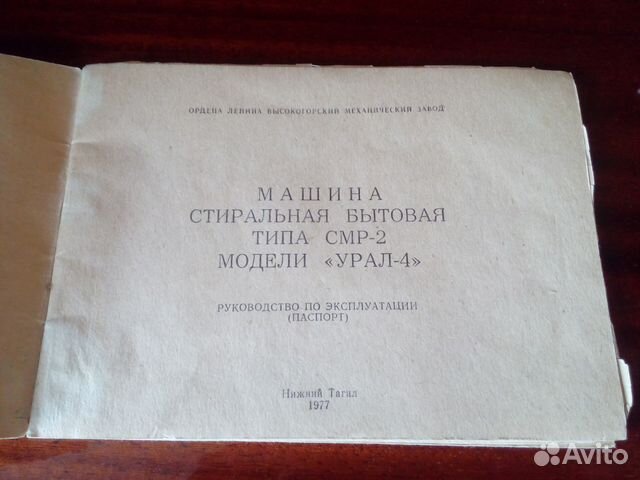 ОРДЕНА ЛЕНИНА ВЫСОКОГОРСКИЙ МЕХАНИЧЕСКИЙ ЗАВОД
МАШИНА
СТИРАЛЬНАЯ БЫТОВАЯ
ТИПА СМР-2
МОДЕЛИ «УРАЛ-4»
РУКОВОДСТВО ПО ЭКСПЛУАТАЦИИ
(ПАСПОРТ)
Нижний Тагил
1977
Avito